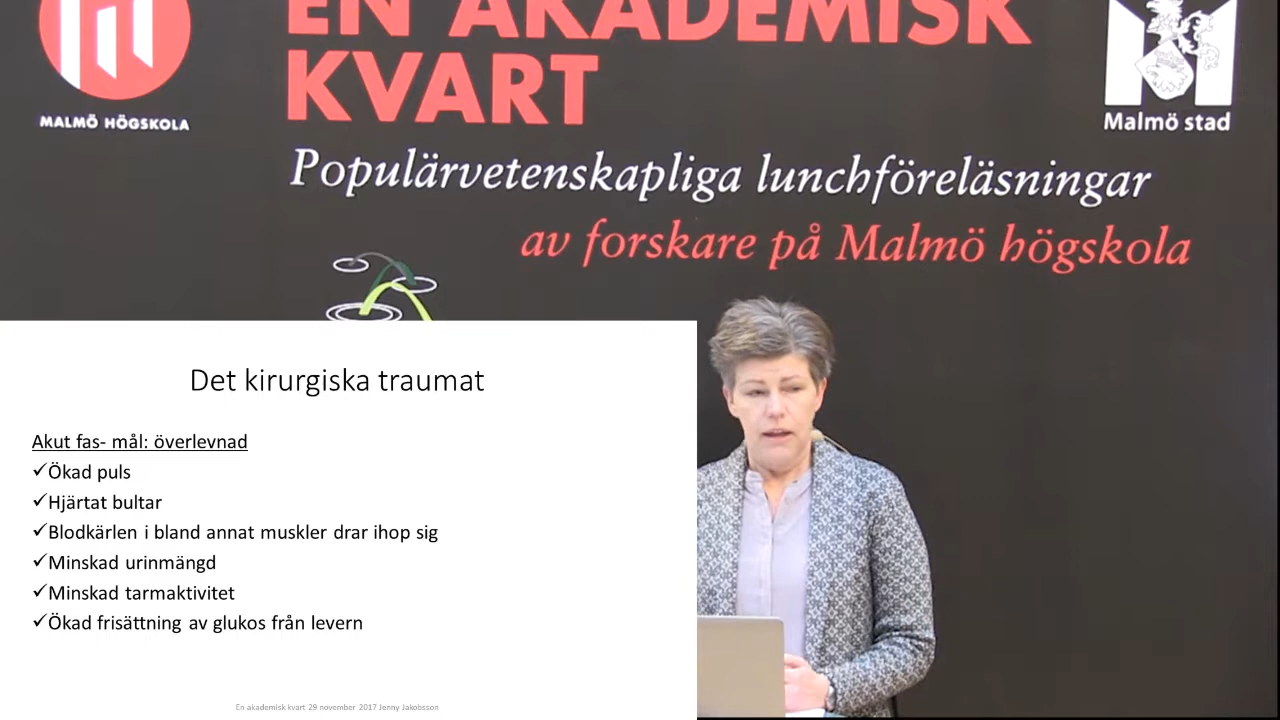 EN AKADEMISK
KVART
MALMÖ HÖGSKOLA
Malmö stad
Populärvetenskapliga lunchföreläsningar
av forskare på Malmö högskola
Det kirurgiska traumat
Akut fas- mål: överlevnad
✓Ökad puls
✓Hjärtat bultar
✓Blodkärlen i bland annat muskler drar ihop sig
✓Minskad urinmängd
✓Minskad tarmaktivitet
✓Ökad frisättning av glukos från levern
En akademisk kvart 29 november 2017 Jenny Jakobsson